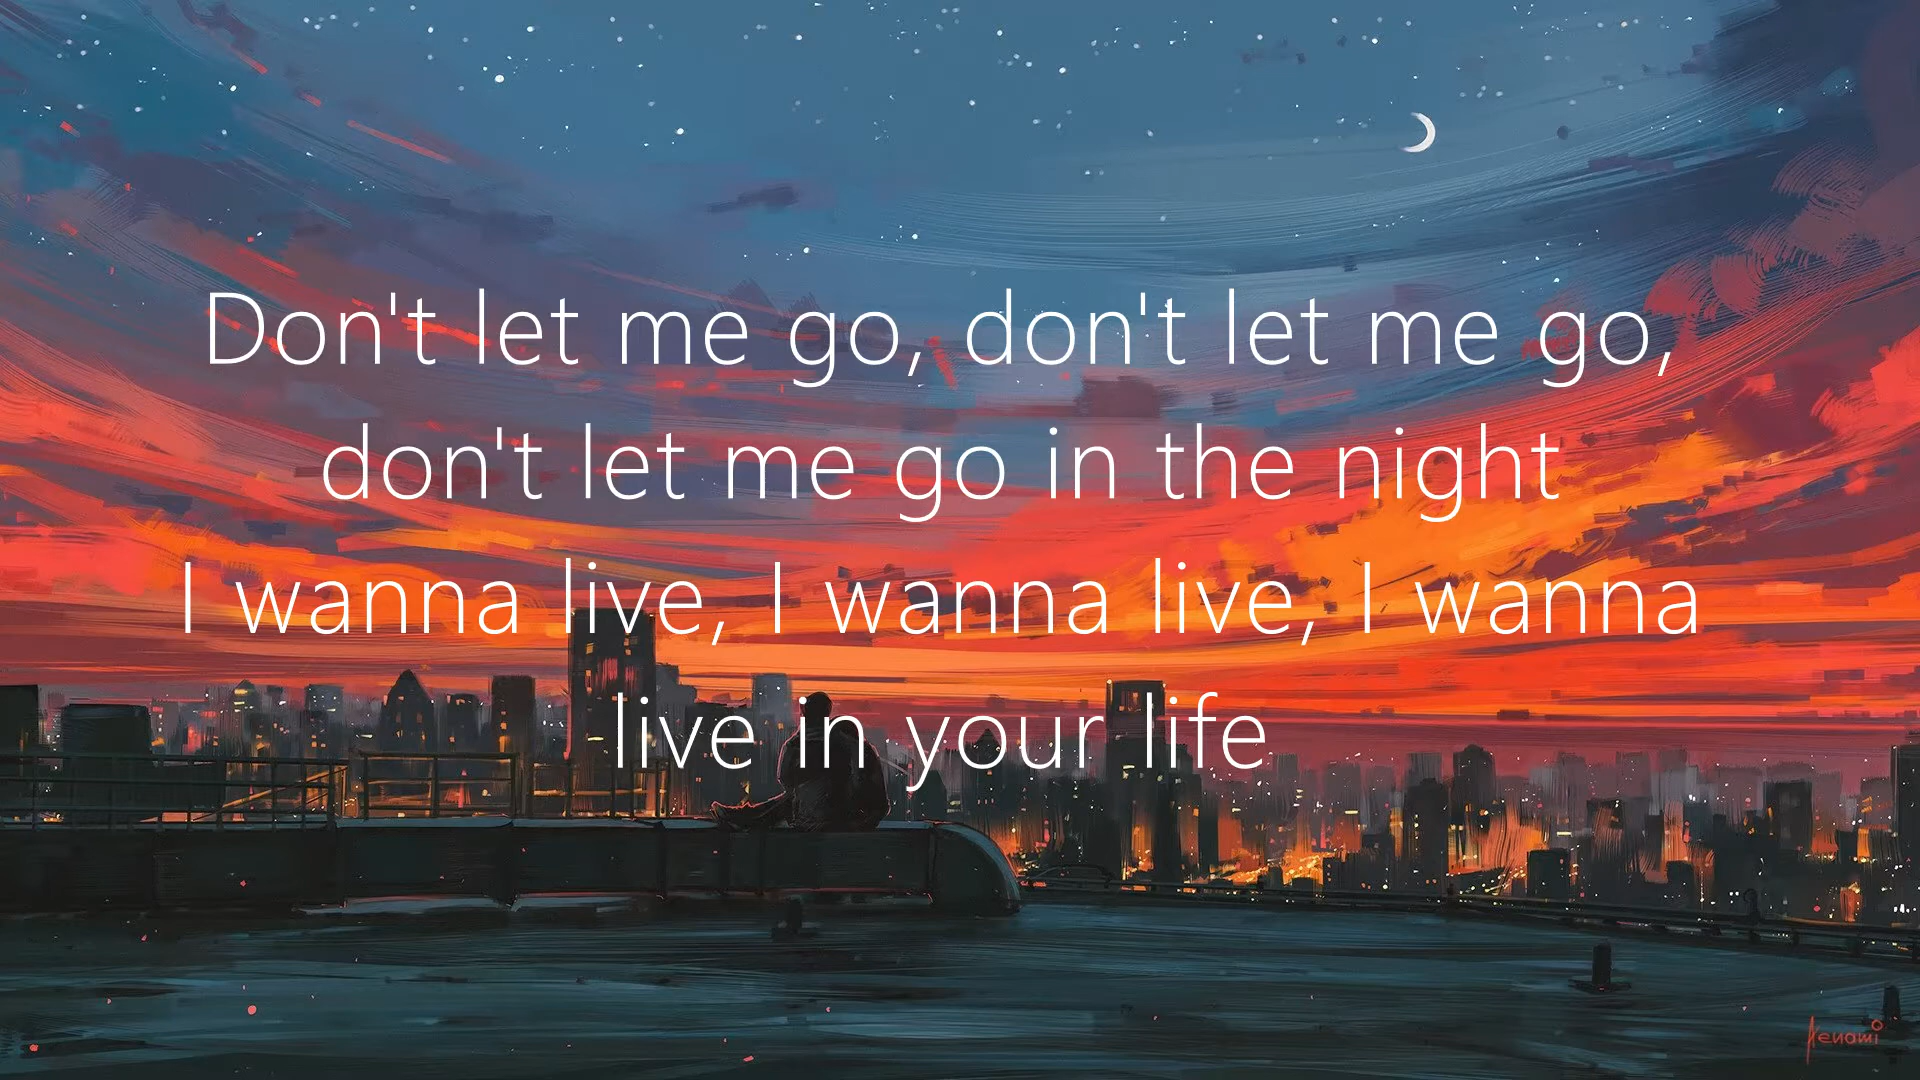 Don't let me go, don't let me go,
don't let me go in the night
I wanna live, I wanna live, I wanna
live in your life
Aenami